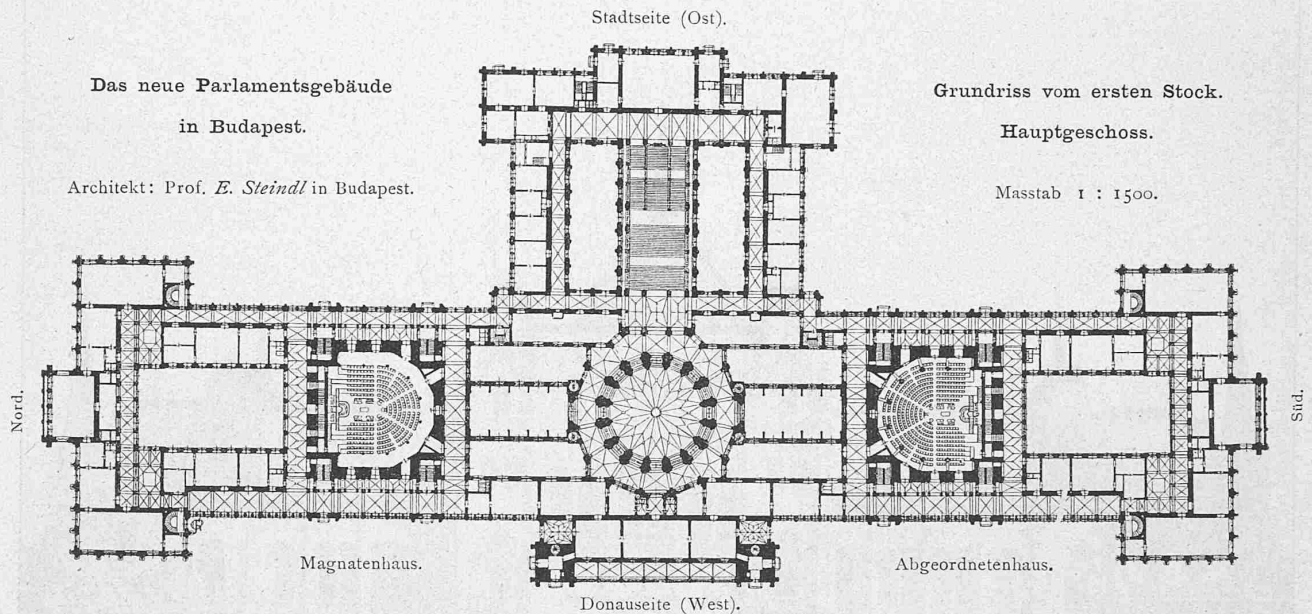 Stadtseite (Ost).
Das neue Parlamentsgebäude
in Budapest.
Architekt: Prof. E. Steindl in Budapest.
Grundriss vom ersten Stock.
Hauptgeschoss.
Masstab 1 : 1500.
Nord.
Süd.
Magnatenhaus.
Abgeordnetenhaus.
Donauseite (West).